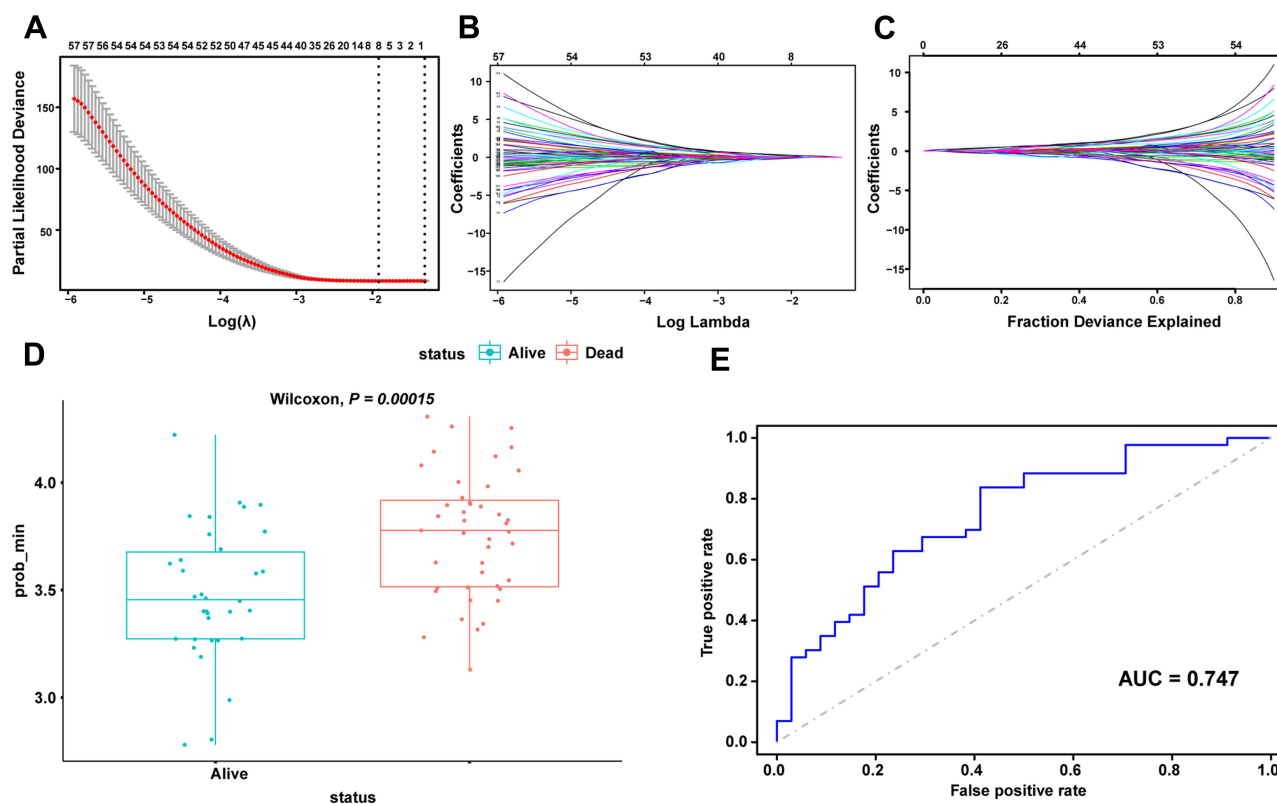 A
57 57 56 54 54 54 53 54 54 52 52 50 47 45 45 44 40 35 26 20 14 8 8 5 3 2 1
Partial Likelihood Deviance
150
100
50
−6 −5 −4 −3 −2
Log(λ)
B
57 54 53 40 8
Coefficients
10
5
0
−5
−10
−15
−6 −5 −4 −3 −2
Log Lambda
C
0 26 44 53 54
Coefficients
10
5
0
−5
−10
−15
0.0 0.2 0.4 0.6 0.8
Fraction Deviance Explained
D
status Alive Dead
Wilcoxon, P = 0.00015
prob_min
4.0
3.5
3.0
Alive
status
E
True positive rate
1.0
0.8
0.6
0.4
0.2
0.0
AUC = 0.747
0.0 0.2 0.4 0.6 0.8 1.0
False positive rate